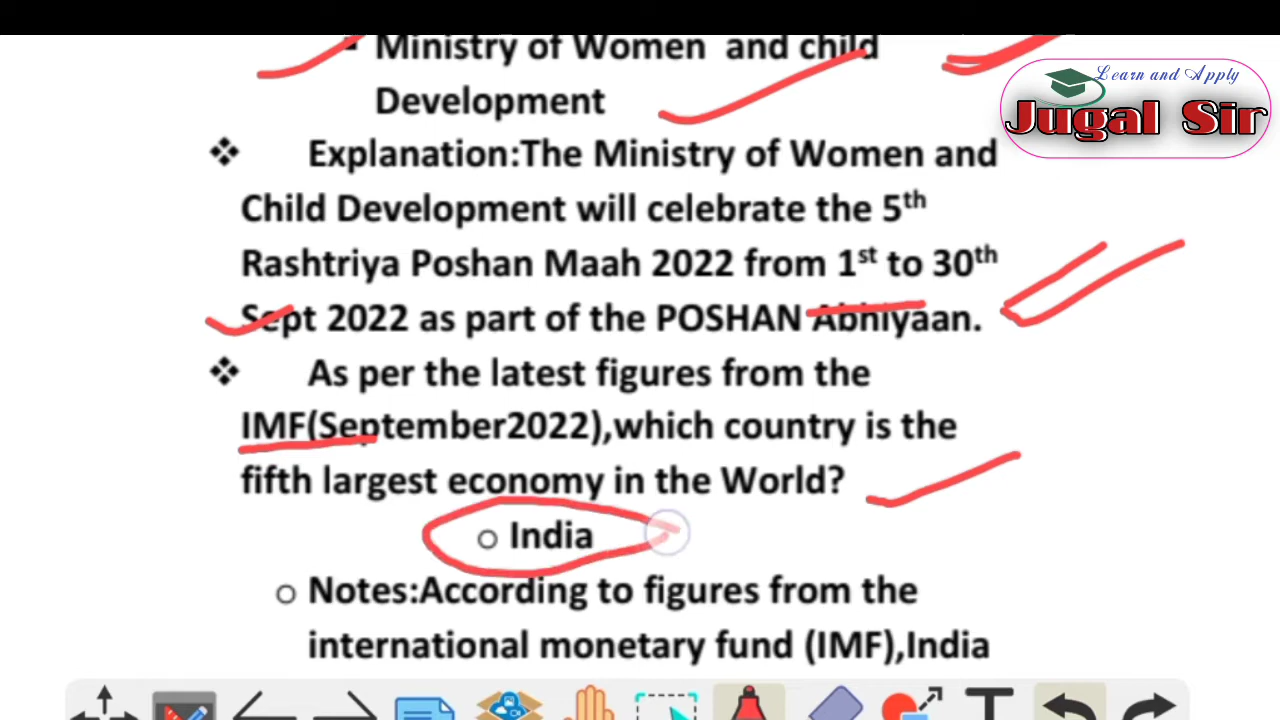 ▪ Ministry of Women and child
Development
Learn and Apply
Jugal Sir
❖ Explanation:The Ministry of Women and
Child Development will celebrate the 5th
Rashtriya Poshan Maah 2022 from 1st to 30th
Sept 2022 as part of the POSHAN Abhiyaan.
❖ As per the latest figures from the
IMF(September2022),which country is the
fifth largest economy in the World?
o India
o Notes:According to figures from the
international monetary fund (IMF),India
T